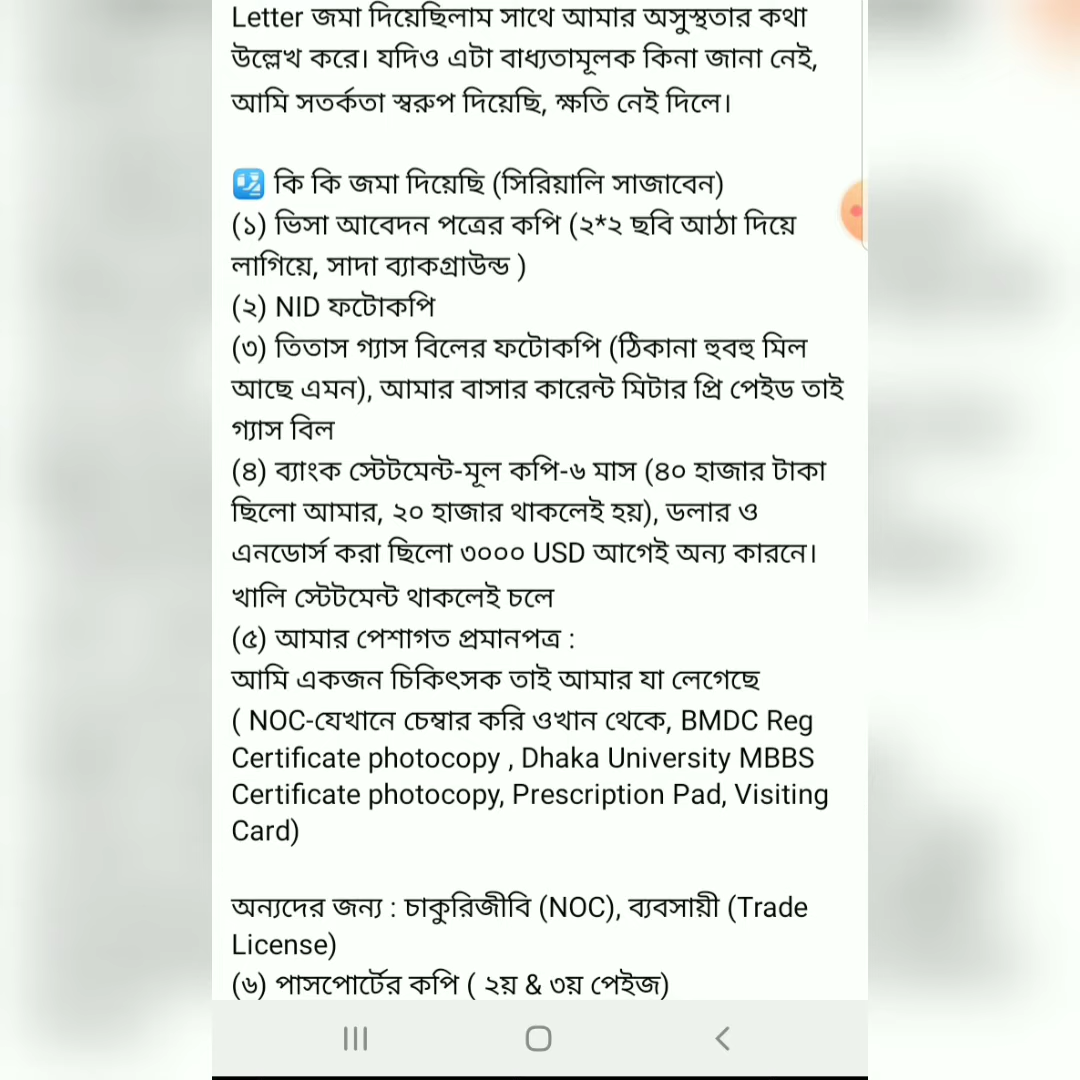 Letter জমা দিয়েছিলাম সাথে আমার অসুস্থতার কথা
উল্লেখ করে। যদিও এটা বাধ্যতামূলক কিনা জানা নেই,
আমি সতর্কতা স্বরুপ দিয়েছি, ক্ষতি নেই দিলে।
🛂 কি কি জমা দিয়েছি (সিরিয়ালি সাজাবেন)
(১) ভিসা আবেদন পত্রের কপি (২*২ ছবি আঠা দিয়ে
লাগিয়ে, সাদা ব্যাকগ্রাউন্ড )
(২) NID ফটোকপি
(৩) তিতাস গ্যাস বিলের ফটোকপি (ঠিকানা হুবহু মিল
আছে এমন), আমার বাসার কারেন্ট মিটার প্রি পেইড তাই
গ্যাস বিল
(৪) ব্যাংক স্টেটমেন্ট-মূল কপি-৬ মাস (৪০ হাজার টাকা
ছিলো আমার, ২০ হাজার থাকলেই হয়), ডলার ও
এনডোর্স করা ছিলো ৩০০০ USD আগেই অন্য কারনে।
খালি স্টেটমেন্ট থাকলেই চলে
(৫) আমার পেশাগত প্রমানপত্র :
আমি একজন চিকিৎসক তাই আমার যা লেগেছে
( NOC-যেখানে চেম্বার করি ওখান থেকে, BMDC Reg
Certificate photocopy , Dhaka University MBBS
Certificate photocopy, Prescription Pad, Visiting
Card)
অন্যদের জন্য : চাকুরিজীবি (NOC), ব্যবসায়ী (Trade
License)
(৬) পাসপোর্টের কপি ( ২য় & ৩য় পেইজ)